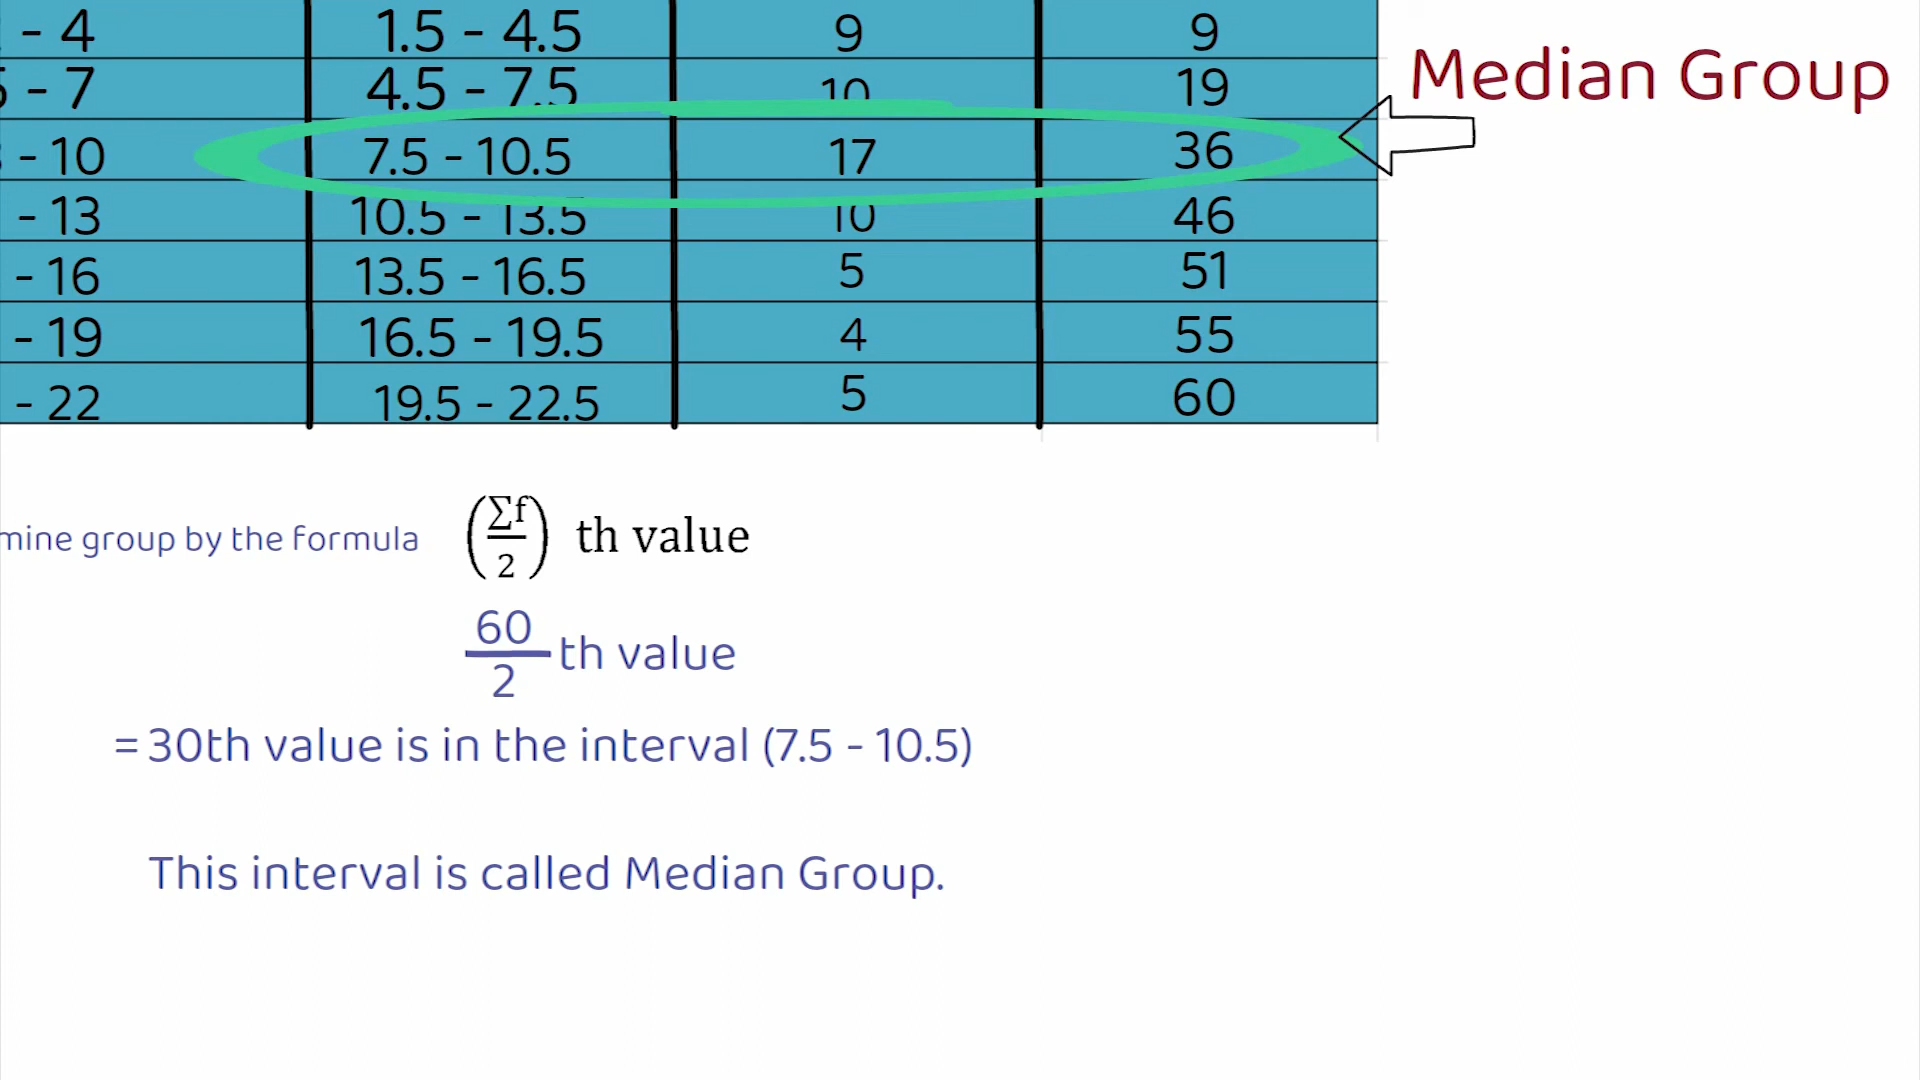 - 4 1.5 - 4.5 9 9
Median Group
- 7 4.5 - 7.5 10 19
- 10 7.5 - 10.5 17 36
- 13 10.5 - 13.5 10 46
- 16 13.5 - 16.5 5 51
- 19 16.5 - 19.5 4 55
- 22 19.5 - 22.5 5 60
group by the formula (∑f/2) th value
60/2 th value
= 30th value is in the interval (7.5 - 10.5)
This interval is called Median Group.